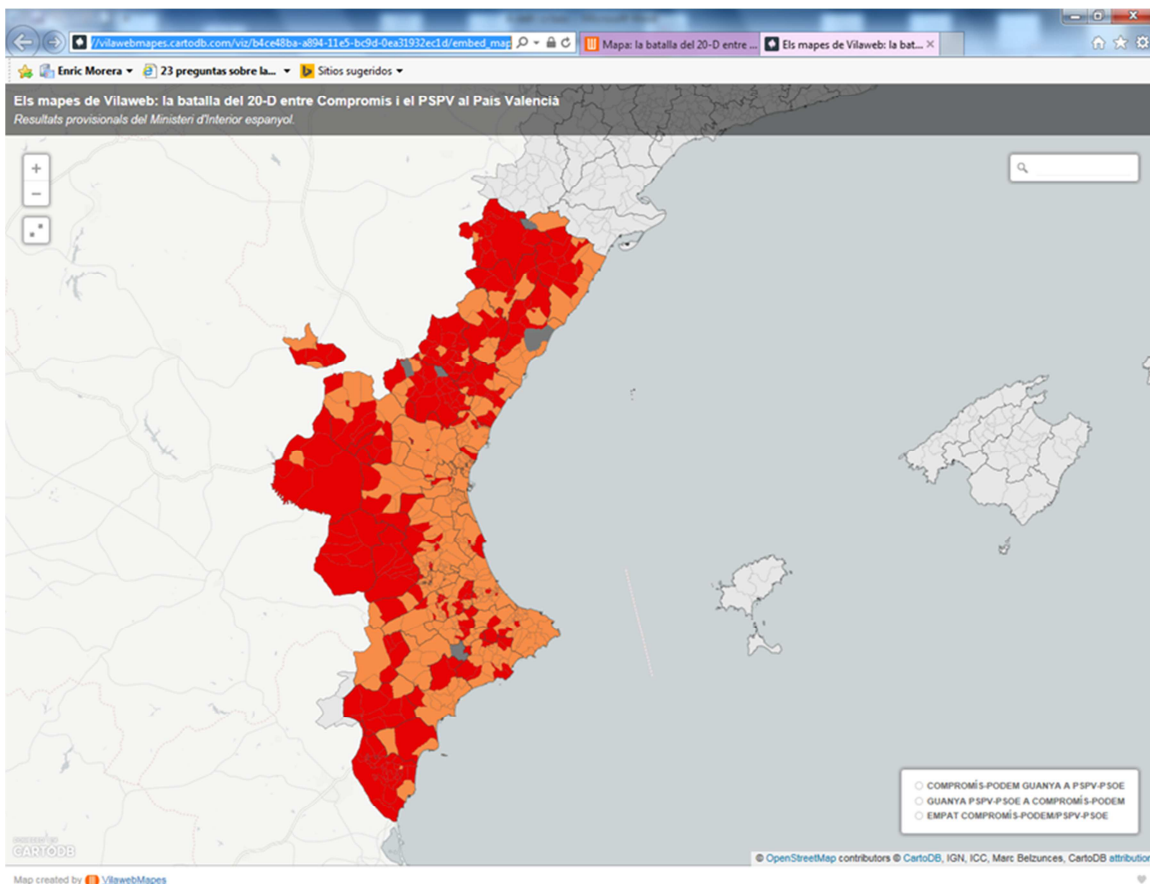 //vilawebmapes.cartodb.com/viz/b4ce48ba-a894-11e5-bc9d-0ea31932ec1d/embed_map
Mapa: la batalla del 20-D entre ...
Els mapes de Vilaweb: la bat...
Enric Morera
23 preguntas sobre la...
Sitios sugeridos
Els mapes de Vilaweb: la batalla del 20-D entre Compromís i el PSPV al País Valencià
Resultats provisionals del Ministeri d'Interior espanyol.
+
−
COMPROMÍS-PODEM GUANYA A PSPV-PSOE
GUANYA PSPV-PSOE A COMPROMÍS-PODEM
EMPAT COMPROMÍS-PODEM/PSPV-PSOE
CARTODB
© OpenStreetMap contributors © CartoDB, IGN, ICC, Marc Belzunces, CartoDB attribution
Map created by VilawebMapes